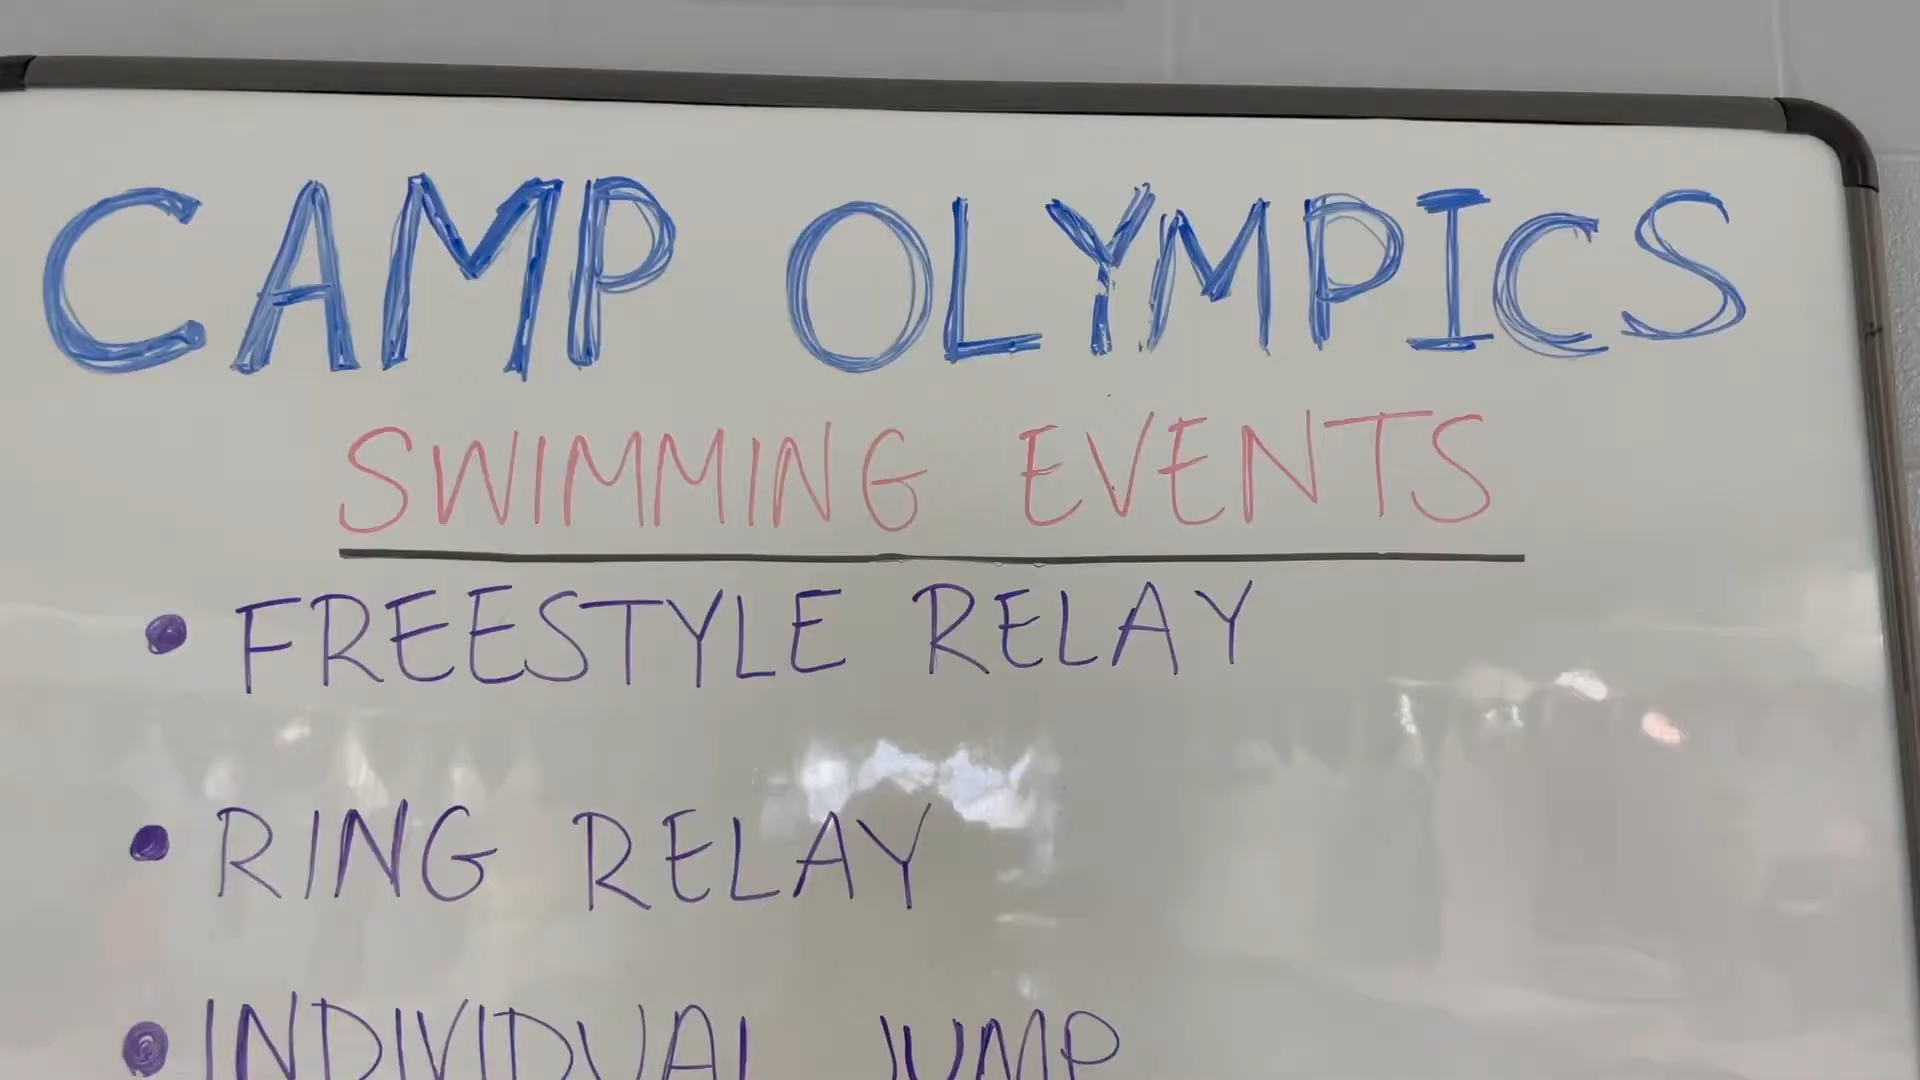 CAMP OLYMPICS
SWIMMING EVENTS
• FREESTYLE RELAY
• RING RELAY
• INDIVIDUAL JUMP